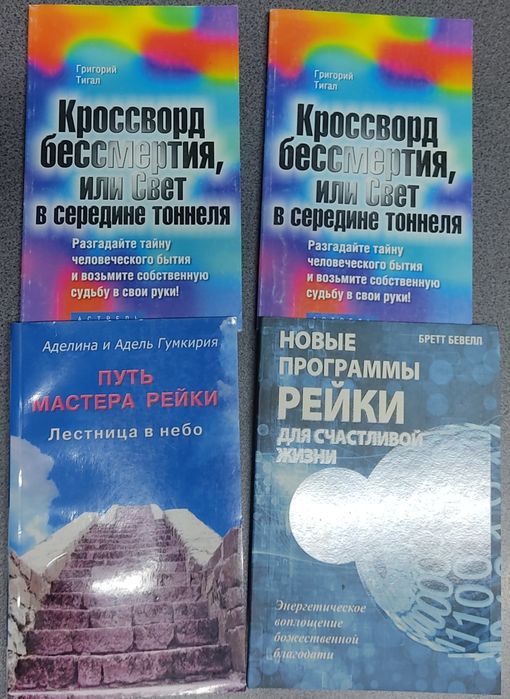 Григорий
Тигал
Кроссворд
бессмертия,
или Свет
в середине тоннеля
Разгадайте тайну
человеческого бытия
и возьмите собственную
судьбу в свои руки!
Григорий
Тигал
Кроссворд
бессмертия,
или Свет
в середине тоннеля
Разгадайте тайну
человеческого бытия
и возьмите собственную
судьбу в свои руки!
Аделина и Адель Гумкирия
ПУТЬ
МАСТЕРА РЕЙКИ
Лестница в небо
БРЕТТ БЕВЕЛЛ
НОВЫЕ
ПРОГРАММЫ
РЕЙКИ
ДЛЯ СЧАСТЛИВОЙ
ЖИЗНИ
Энергетическое
воплощение
божественной
благодати